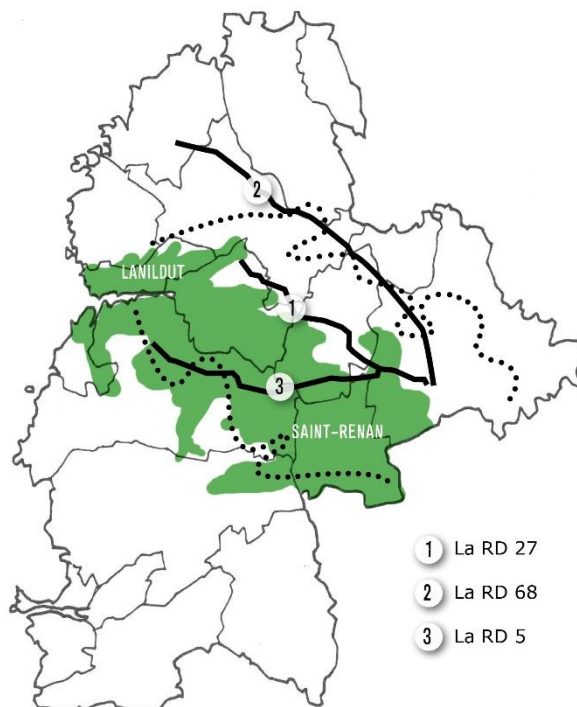 2
LANILDUT
1
3
SAINT-RENAN
1 La RD 27
2 La RD 68
3 La RD 5